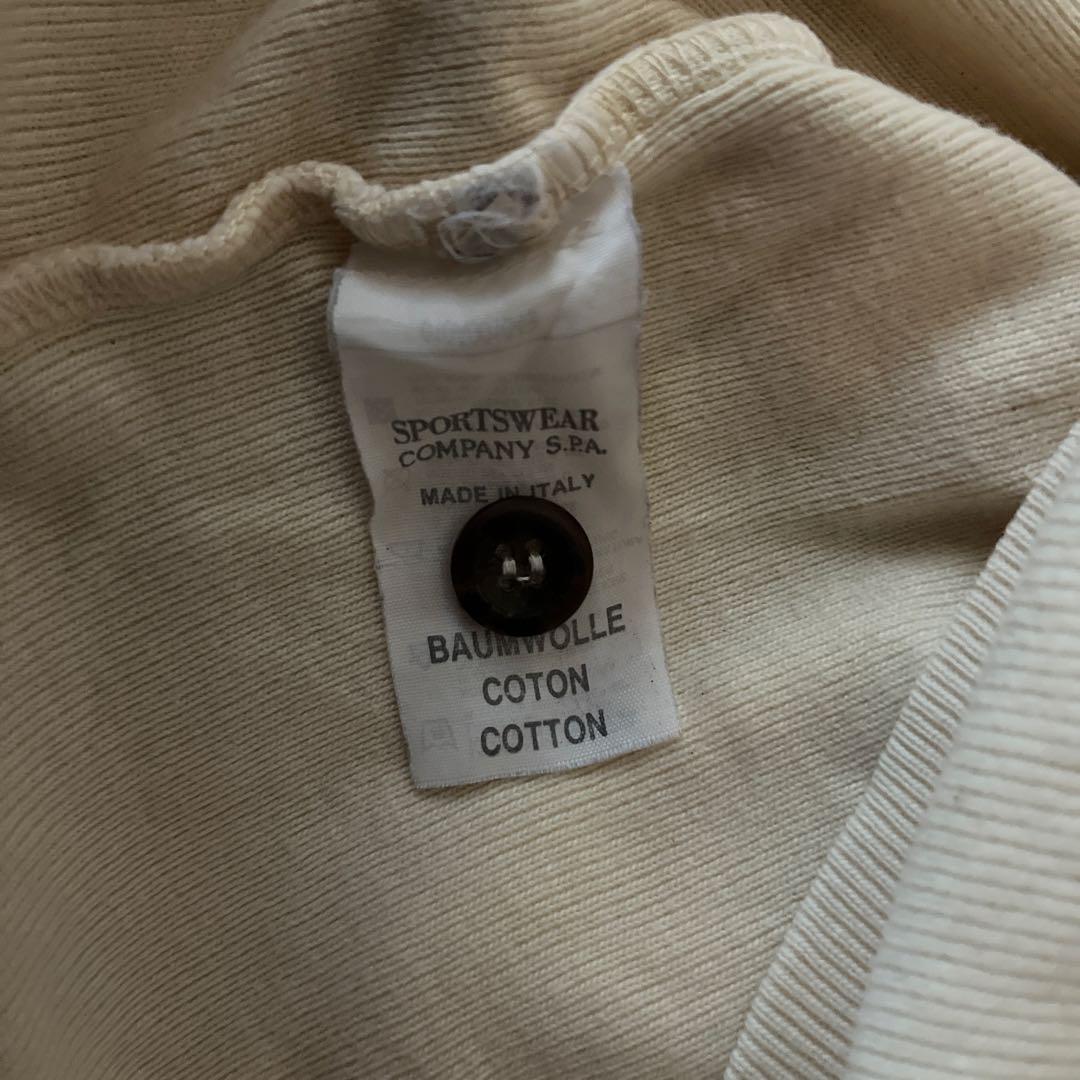 SPORTSWEAR
COMPANY S.P.A.
MADE IN ITALY
BAUMWOLLE
COTON
COTTON